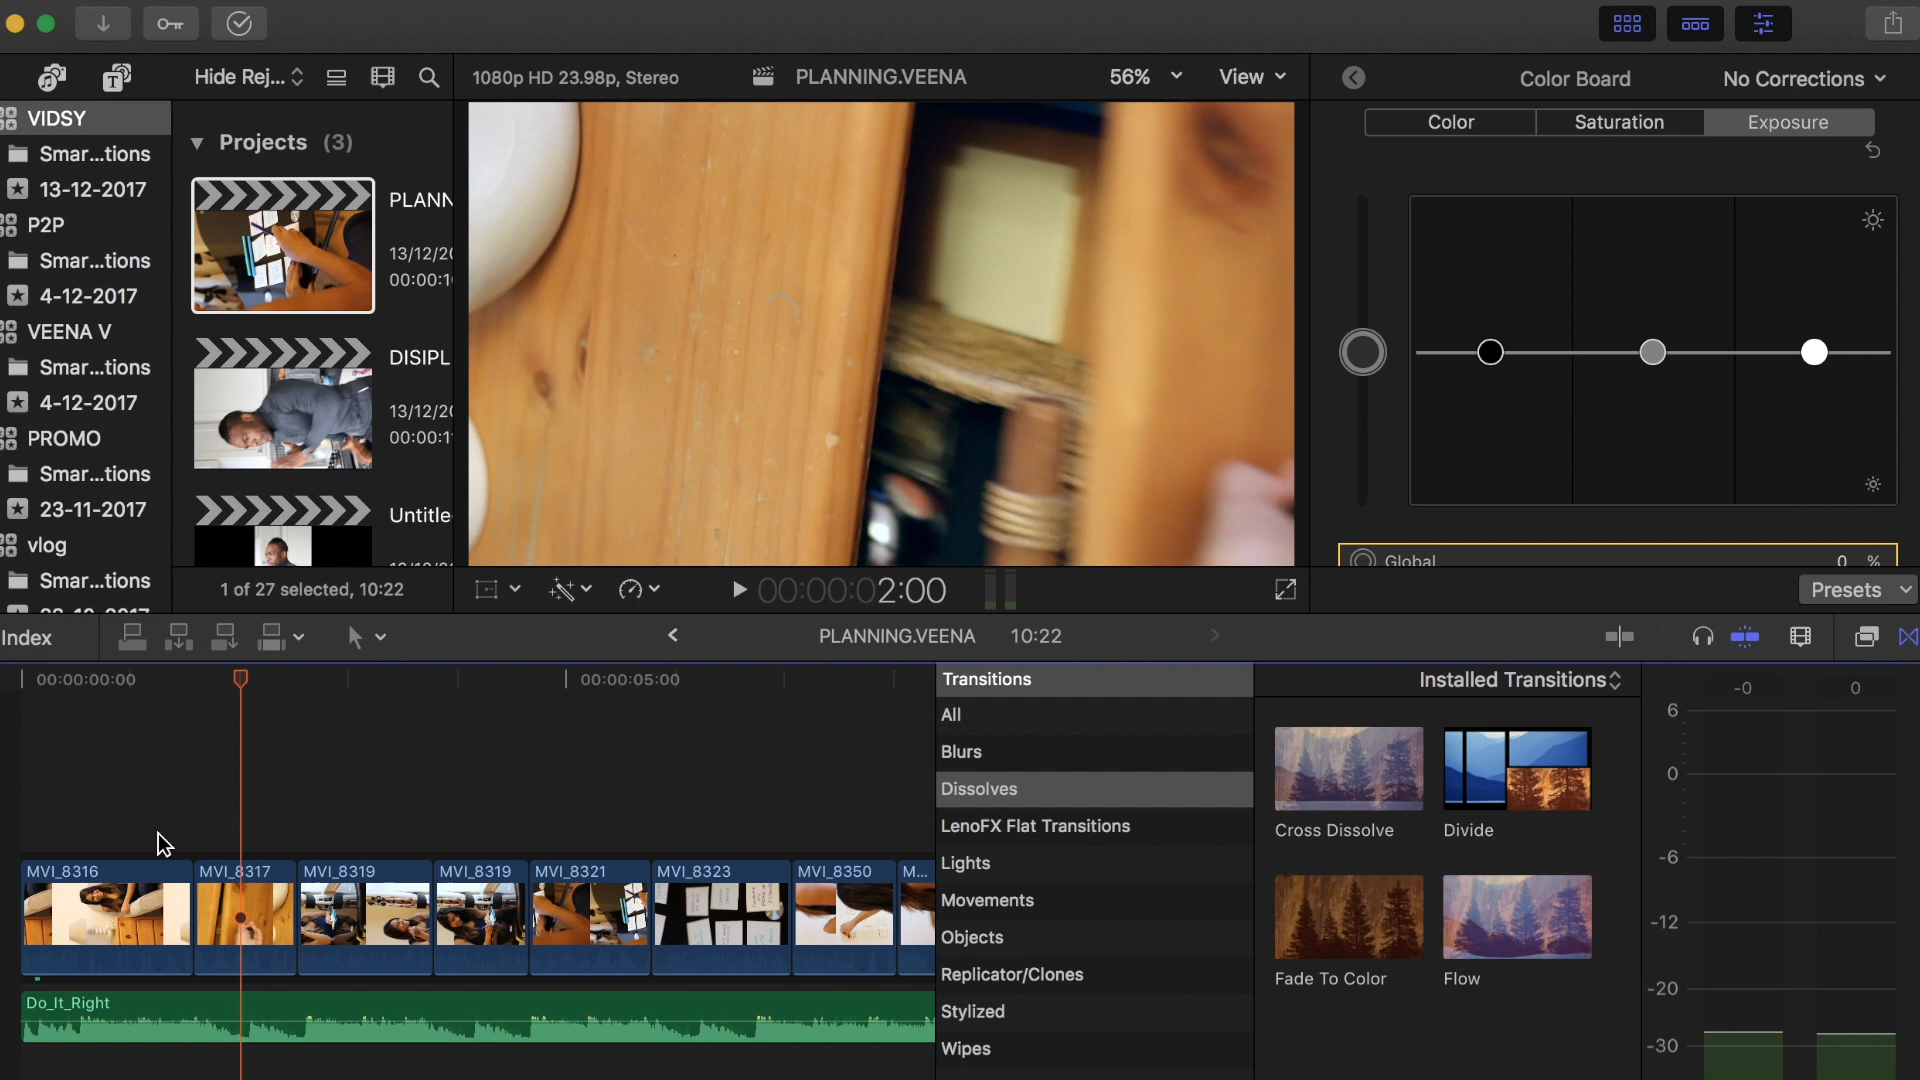 Hide Rej...
1080p HD 23.98p, Stereo
PLANNING.VEENA
56%
View
Color Board
No Corrections
VIDSY
Smar...tions
13-12-2017
P2P
Smar...tions
4-12-2017
VEENA V
Smar...tions
4-12-2017
PROMO
Smar...tions
23-11-2017
vlog
Smar...tions
Projects (3)
PLANN
13/12/20
00:00:1
DISIPL
13/12/20
00:00:1
Untitle
1 of 27 selected, 10:22
00:00:02:00
Color
Saturation
Exposure
Global
0 %
Presets
Index
PLANNING.VEENA
10:22
00:00:00:00
00:00:05:00
MVI_8316
MVI_8317
MVI_8319
MVI_8319
MVI_8321
MVI_8323
MVI_8350
M...
Do_It_Right
Transitions
All
Blurs
Dissolves
LenoFX Flat Transitions
Lights
Movements
Objects
Replicator/Clones
Stylized
Wipes
Installed Transitions
Cross Dissolve
Divide
Fade To Color
Flow
-0
0
6
0
-6
-12
-20
-30